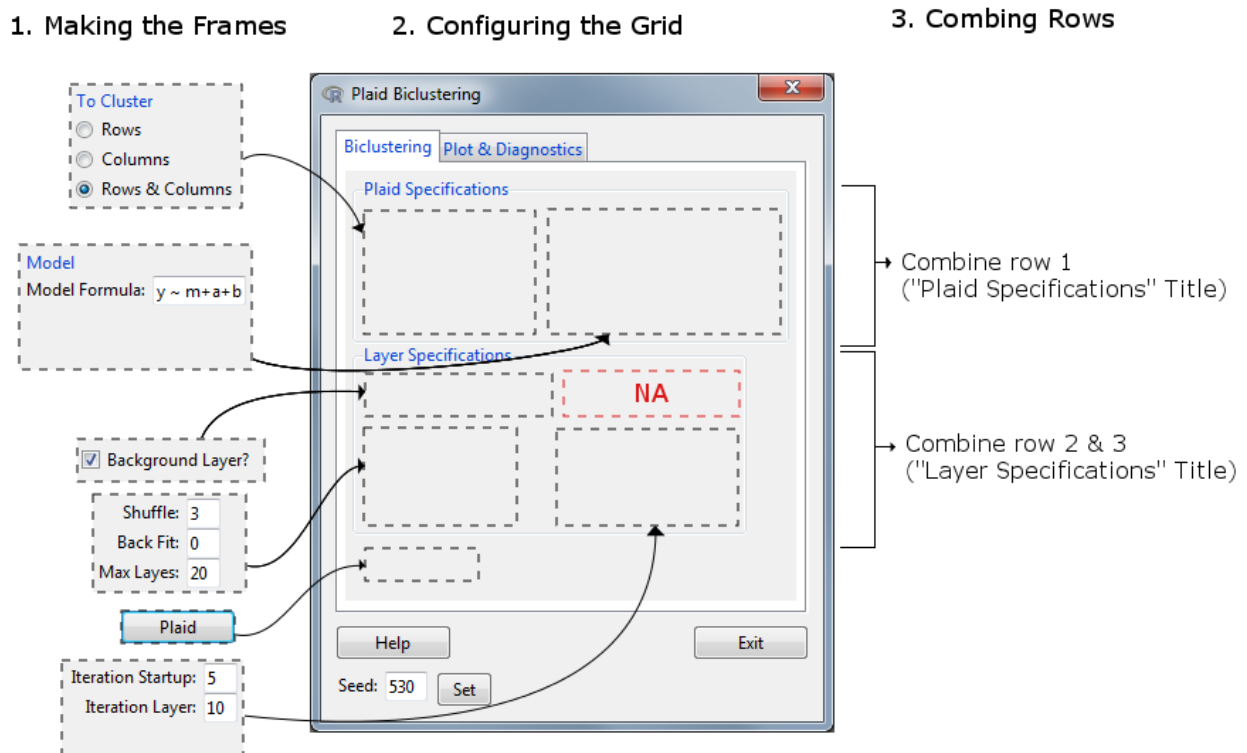 1. Making the Frames
2. Configuring the Grid
3. Combing Rows
To Cluster
Rows
Columns
Rows & Columns
Model
Model Formula: y ~ m+a+b
Background Layer?
Shuffle: 3
Back Fit: 0
Max Layes: 20
Plaid
Iteration Startup: 5
Iteration Layer: 10
R Plaid Biclustering
Biclustering Plot & Diagnostics
Plaid Specifications
Layer Specifications
NA
Help
Exit
Seed: 530 Set
Combine row 1
("Plaid Specifications" Title)
Combine row 2 & 3
("Layer Specifications" Title)